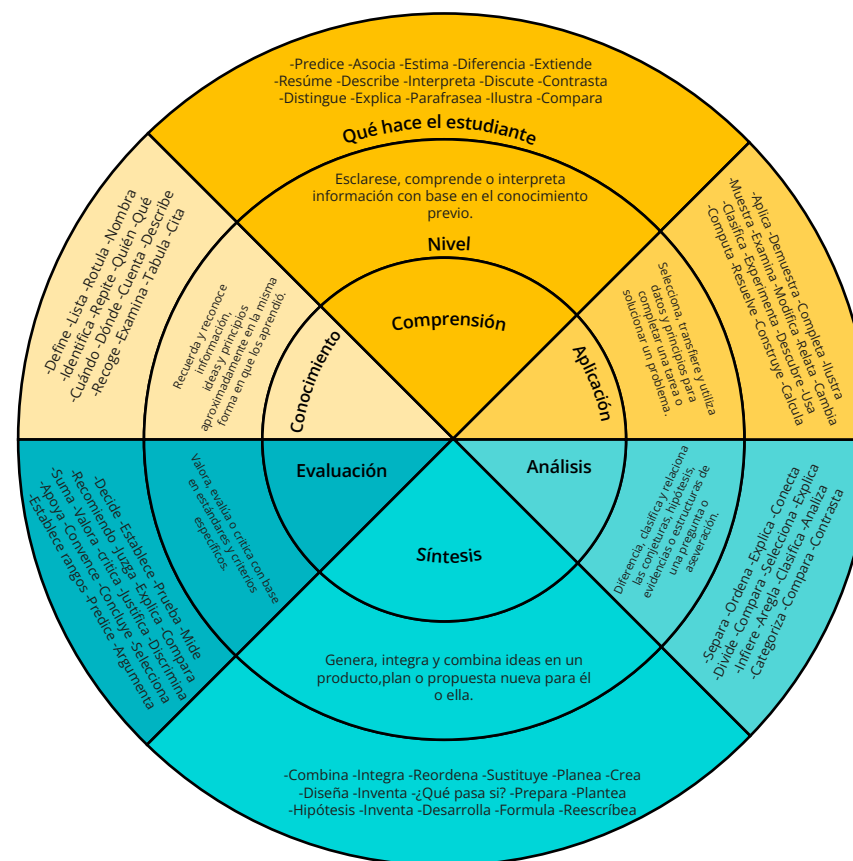 -Predice -Asocia -Estima -Diferencia -Extiende
-Resúme -Describe -Interpreta -Discute -Contrasta
-Distingue -Explica -Parafrasea -Ilustra -Compara
Qué hace el estudiante
Esclarese, comprende o interpreta
información con base en el conocimiento
previo.
Nivel
Comprensión
-Aplica -Demuestra -Completa -Ilustra
-Muestra -Examina -Modifica -Relata -Cambia
-Clasifica -Experimenta -Descubre -Usa
-Computa -Resuelve -Construye -Calcula
Selecciona, transfiere y utiliza
datos y principios para
completar una tarea o
solucionar un problema.
Aplicación
Análisis
Diferencia, clasifica y relaciona
las conjeturas, hipótesis,
evidencias o estructuras de
una pregunta o
aseveración.
-Separa -Ordena -Explica -Conecta
-Divide -Compara -Selecciona -Explica
-Infiere -Aregla -Clasifica -Analiza
-Categoriza -Compara -Contrasta
Síntesis
Genera, integra y combina ideas en un
producto,plan o propuesta nueva para él
o ella.
-Combina -Integra -Reordena -Sustituye -Planea -Crea
-Diseña -Inventa -¿Qué pasa si? -Prepara -Plantea
-Hipótesis -Inventa -Desarrolla -Formula -Reescríbea
Evaluación
Valora, evalúa o critica con base
en estándares y criterios
específicos.
-Decide -Establece -Prueba -Mide
-Recomiendo -Juzga -Explica -Compara
-Suma -Valora -critica -Justifica -Discrimina
-Apoya -Convence -Concluye -Selecciona
-Establece rangos -Predice -Argumenta
Conocimiento
Recuerda y reconoce
información,
ideas y principios
aproximadamente en la misma
forma en que los aprendió.
-Define -Lista -Rotula -Nombra
-Identifica -Repite -Quién -Qué
-Cuándo -Dónde -Cuenta -Describe
-Recoge -Examina -Tabula -Cita